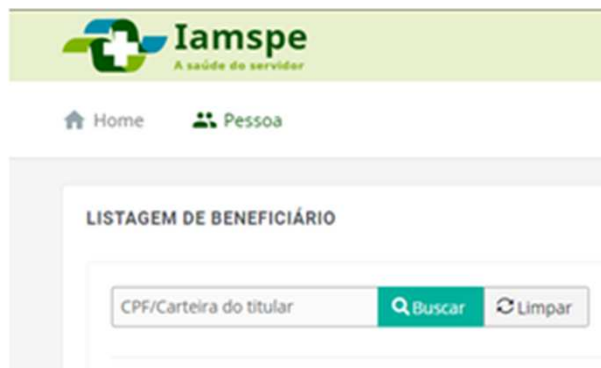 Iamspe
A saúde do servidor
Home Pessoa
LISTAGEM DE BENEFICIÁRIO
CPF/Carteira do titular Buscar Limpar